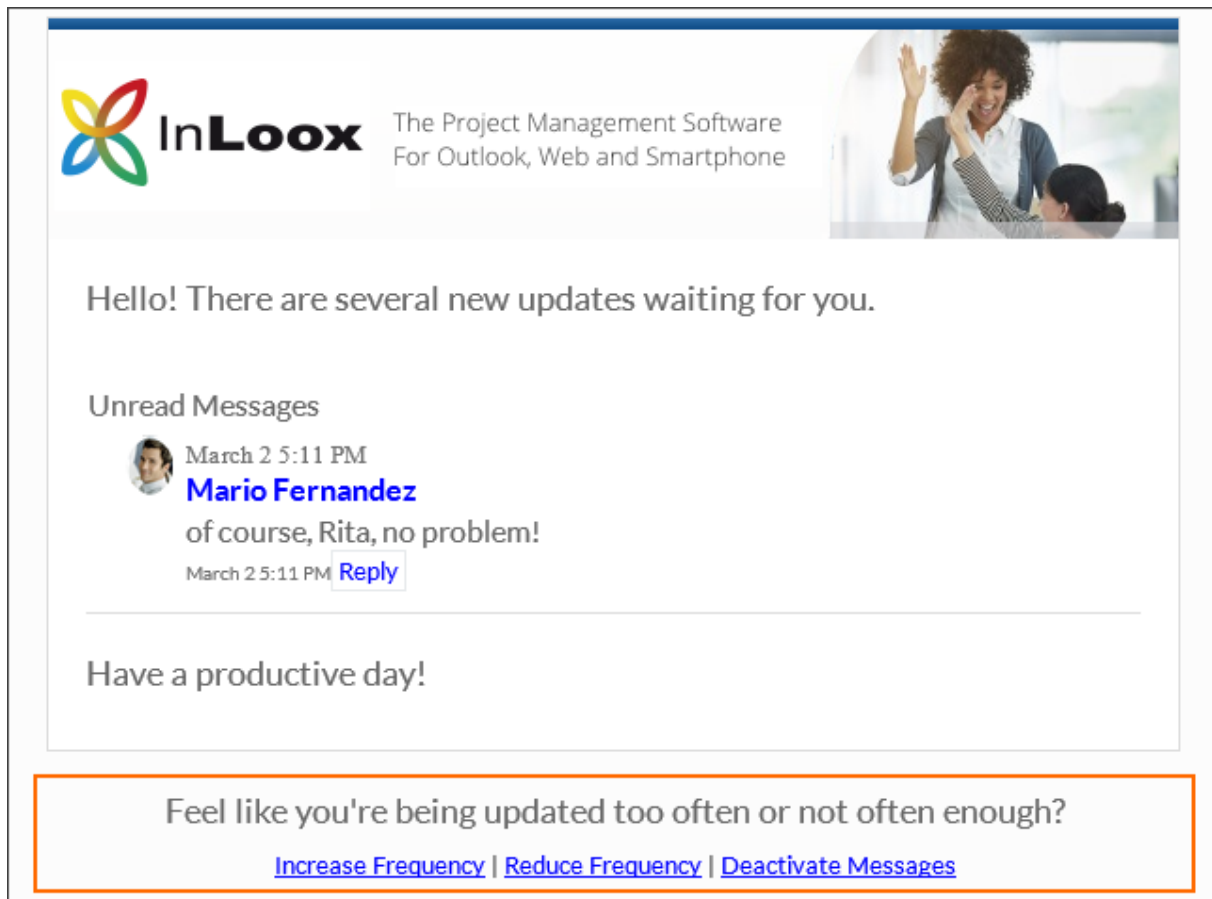 InLoox
The Project Management Software
For Outlook, Web and Smartphone
Hello! There are several new updates waiting for you.
Unread Messages
March 2 5:11 PM
Mario Fernandez
of course, Rita, no problem!
March 2 5:11 PM Reply
Have a productive day!
Feel like you're being updated too often or not often enough?
Increase Frequency | Reduce Frequency | Deactivate Messages